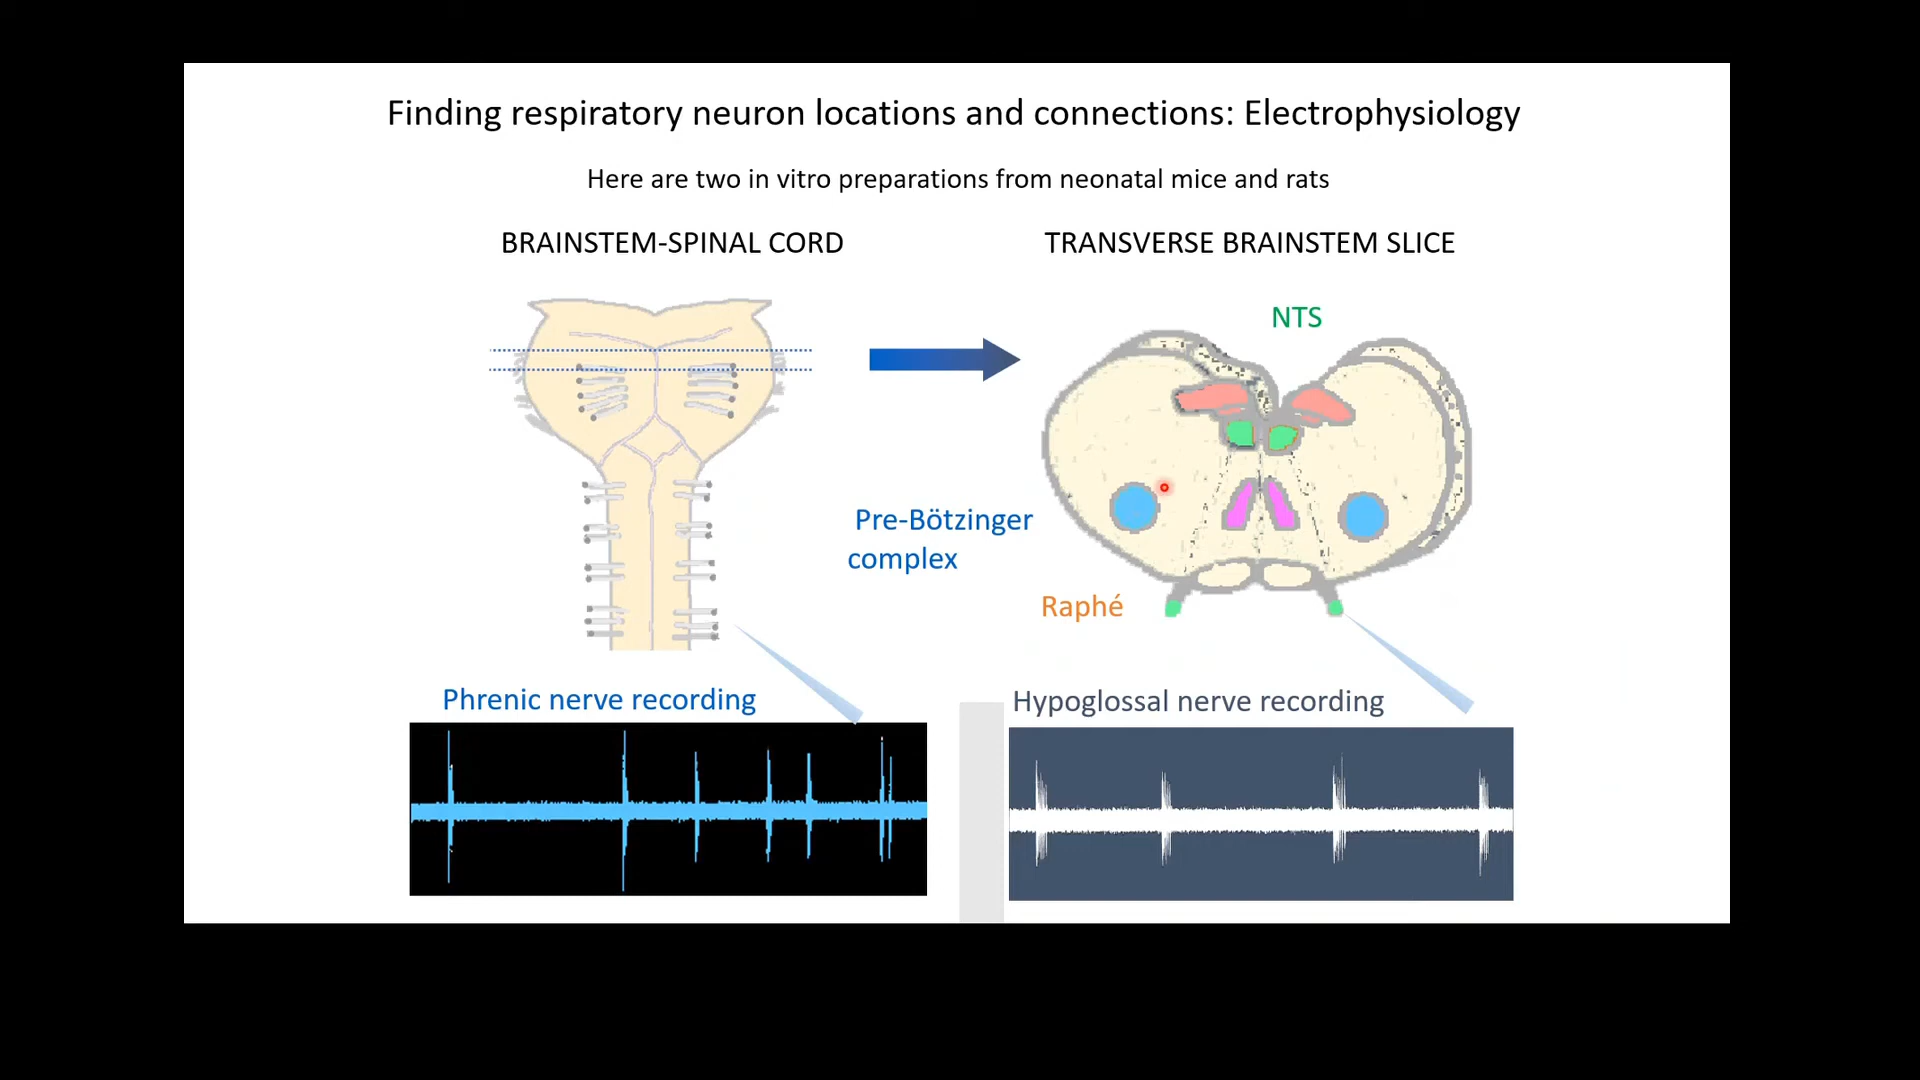 Finding respiratory neuron locations and connections: Electrophysiology
Here are two in vitro preparations from neonatal mice and rats
BRAINSTEM-SPINAL CORD
TRANSVERSE BRAINSTEM SLICE
NTS
Pre-Bötzinger
complex
Raphé
Phrenic nerve recording
Hypoglossal nerve recording